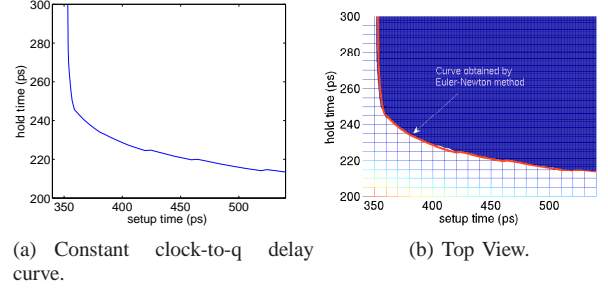 300
280
260
240
220
200
hold time (ps)
350
400
450
500
setup time (ps)
(a) Constant clock-to-q delay
curve.
300
280
260
240
220
200
hold time (ps)
Curve obtained by
Euler-Newton method
350
400
450
500
setup time (ps)
(b) Top View.